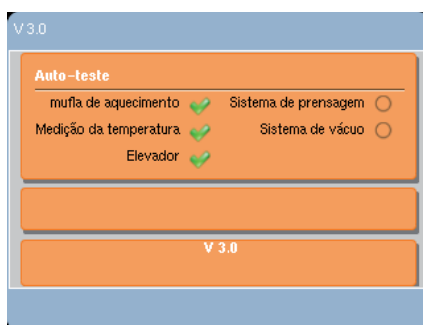 V 3.0
Auto-teste
mufla de aquecimento
Sistema de prensagem
Medição da temperatura
Sistema de vácuo
Elevador
V 3.0